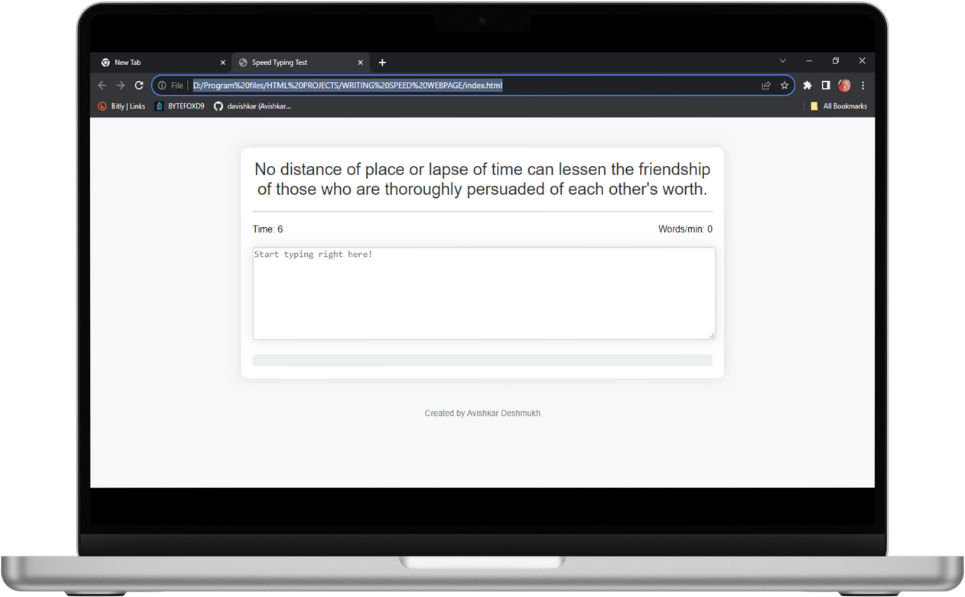 New Tab
Speed Typing Test
File
D:/Program%20files/HTML%20PROJECTS/WRITING%20SPEED%20WEBPAGE/index.html
Bitly | Links
BYTEFOXD9
davishkar (Avishkar...
All Bookmarks
No distance of place or lapse of time can lessen the friendship
of those who are thoroughly persuaded of each other's worth.
Time: 6
Words/min: 0
Start typing right here!
Created by Avishkar Deshmukh